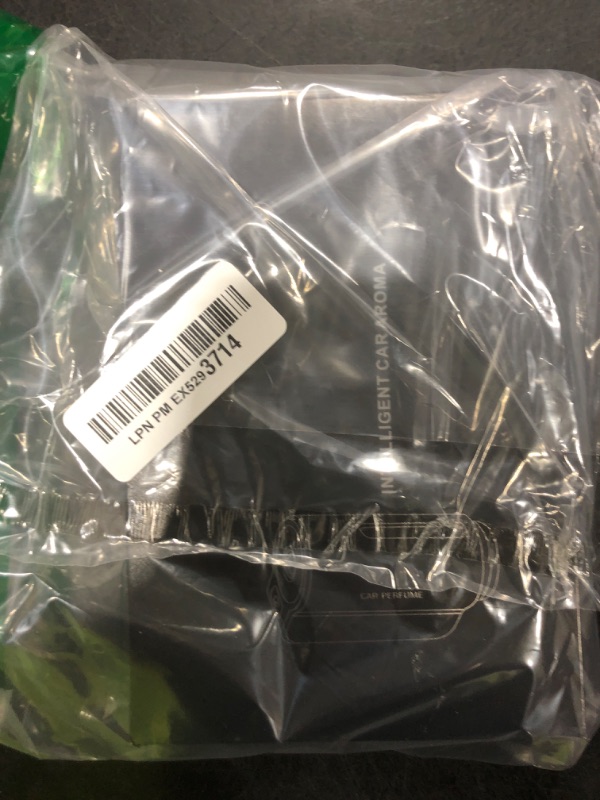 LPN PM EX5293714
INTELLIGENT CAR AROMA
CAR PERFUME